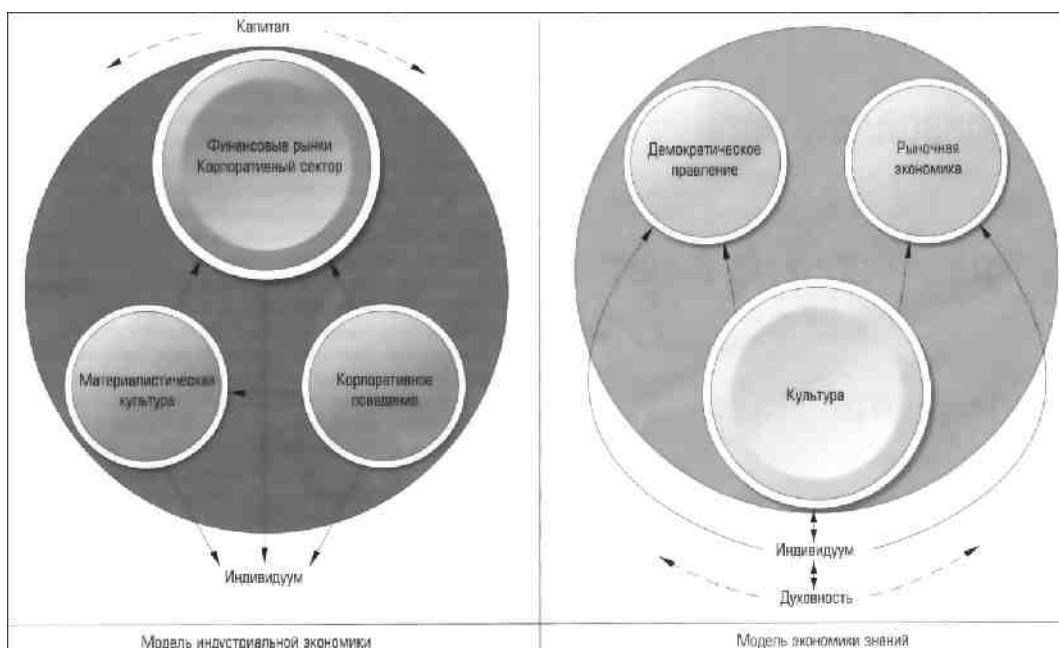 Капитал
Финансовые рынки
Корпоративный сектор
Материалистическая
культура
Корпоративное
поведение
Индивидуум
Модель индустриальной экономики
Демократическое
правление
Рыночная
экономика
Культура
Индивидуум
Духовность
Модель экономики знаний